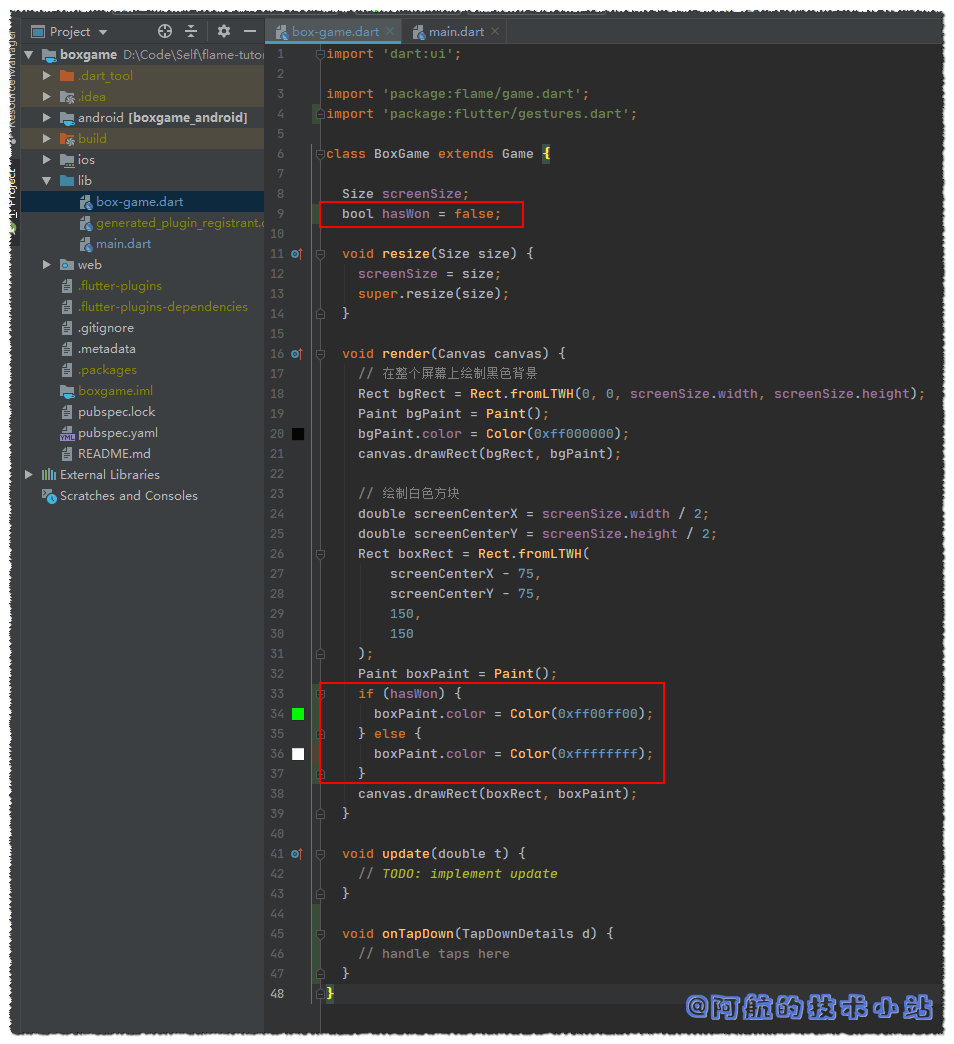 Project
box-game.dart
main.dart
boxgame D:\Code\Self\flame-tutor
.dart_tool
.idea
android [boxgame_android]
build
ios
lib
box-game.dart
generated_plugin_registrant.
main.dart
web
.flutter-plugins
.flutter-plugins-dependencies
.gitignore
.metadata
.packages
boxgame.iml
pubspec.lock
pubspec.yaml
README.md
External Libraries
Scratches and Consoles
1 import 'dart:ui';
2
3 import 'package:flame/game.dart';
4 import 'package:flutter/gestures.dart';
5
6 class BoxGame extends Game {
7
8 Size screenSize;
9 bool hasWon = false;
10
11 void resize(Size size) {
12 screenSize = size;
13 super.resize(size);
14 }
15
16 void render(Canvas canvas) {
17 // 在整个屏幕上绘制黑色背景
18 Rect bgRect = Rect.fromLTWH(0, 0, screenSize.width, screenSize.height);
19 Paint bgPaint = Paint();
20 bgPaint.color = Color(0xff000000);
21 canvas.drawRect(bgRect, bgPaint);
22
23 // 绘制白色方块
24 double screenCenterX = screenSize.width / 2;
25 double screenCenterY = screenSize.height / 2;
26 Rect boxRect = Rect.fromLTWH(
27 screenCenterX - 75,
28 screenCenterY - 75,
29 150,
30 150
31 );
32 Paint boxPaint = Paint();
33 if (hasWon) {
34 boxPaint.color = Color(0xff00ff00);
35 } else {
36 boxPaint.color = Color(0xffffffff);
37 }
38 canvas.drawRect(boxRect, boxPaint);
39 }
40
41 void update(double t) {
42 // TODO: implement update
43 }
44
45 void onTapDown(TapDownDetails d) {
46 // handle taps here
47 }
48 }
@阿航的技术小站